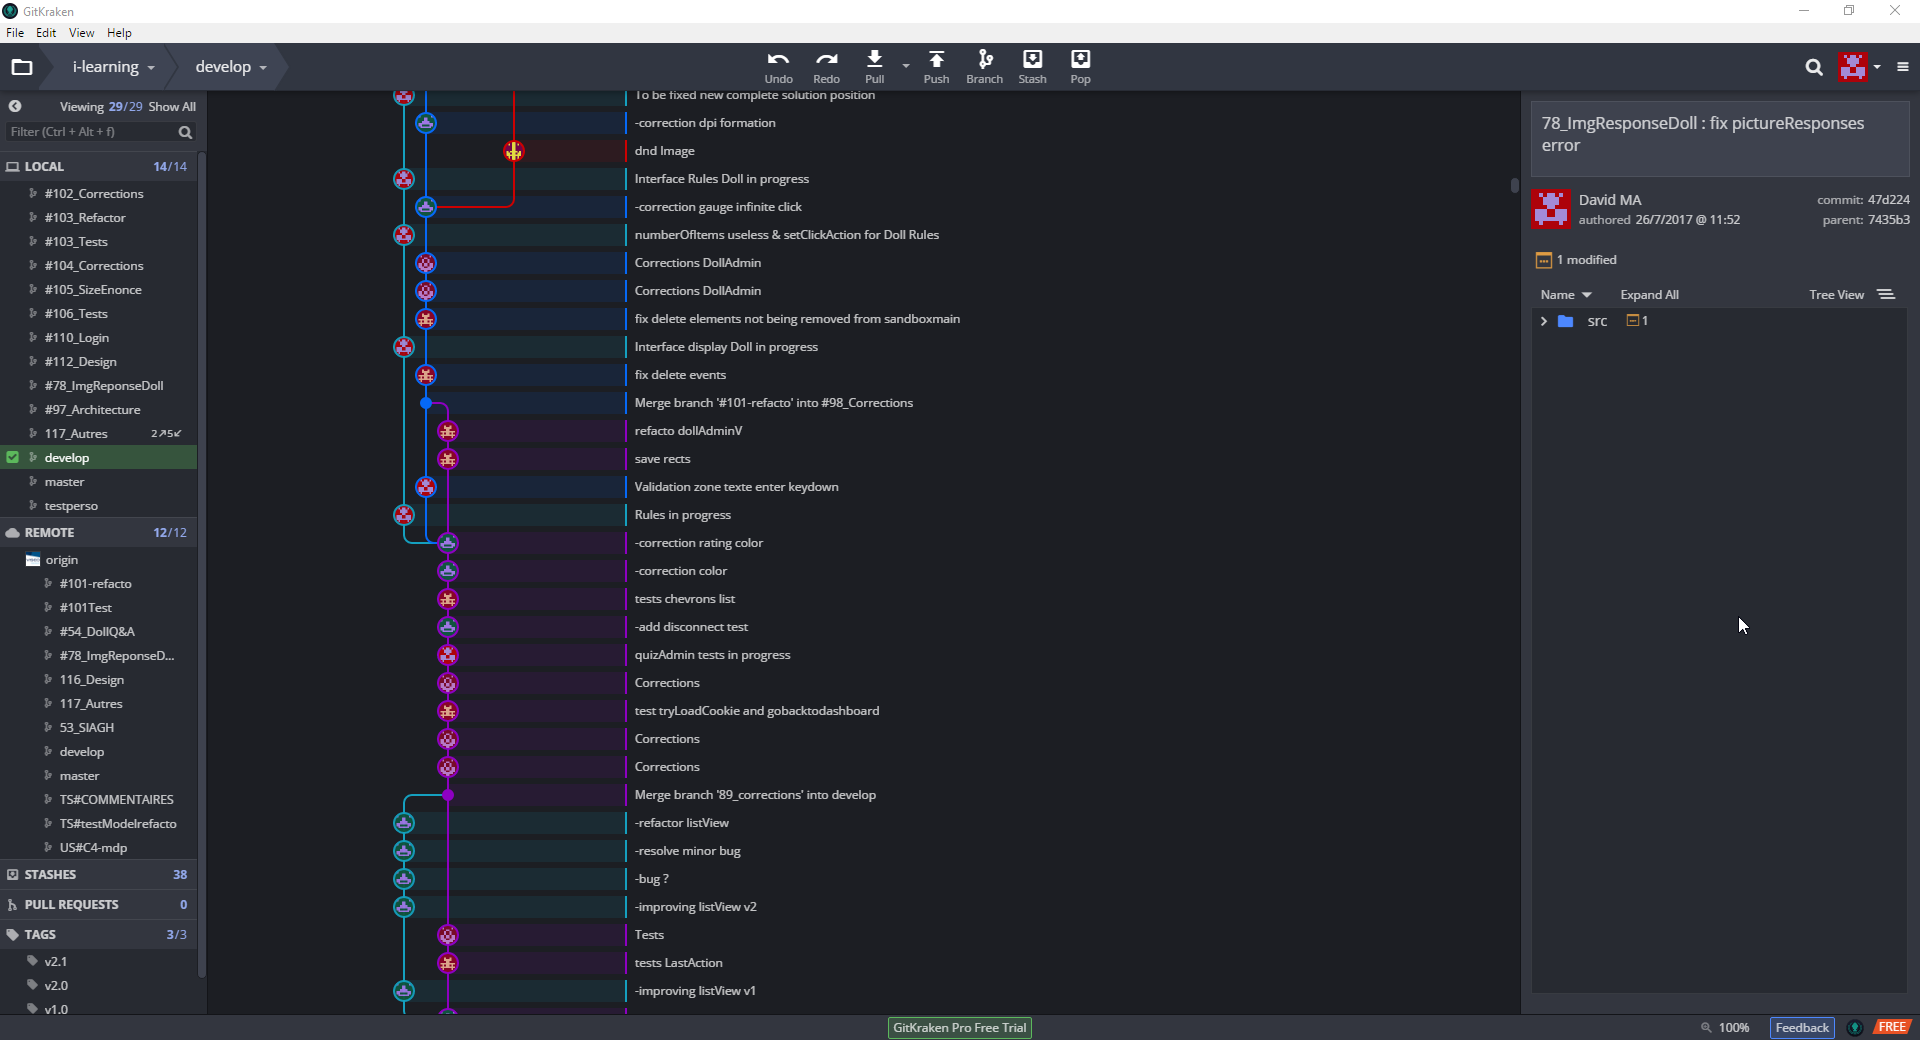 GitKraken
File Edit View Help
i-learning develop
Undo Redo Pull Push Branch Stash Pop
Viewing 29/29 Show All
Filter (Ctrl + Alt + f)
LOCAL 14/14
#102_Corrections
#103_Refactor
#103_Tests
#104_Corrections
#105_SizeEnonce
#106_Tests
#110_Login
#112_Design
#78_ImgReponseDoll
#97_Architecture
117_Autres 2↗5↙
develop
master
testperso
REMOTE 12/12
origin
#101-refacto
#101Test
#54_DollQ&A
#78_ImgReponseD...
116_Design
117_Autres
53_SIAGH
develop
master
TS#COMMENTAIRES
TS#testModelrefacto
US#C4-mdp
STASHES 38
PULL REQUESTS 0
TAGS 3/3
v2.1
v2.0
v1.0
To be fixed new complete solution position
-correction dpi formation
dnd Image
Interface Rules Doll in progress
-correction gauge infinite click
numberOfItems useless & setClickAction for Doll Rules
Corrections DollAdmin
Corrections DollAdmin
fix delete elements not being removed from sandboxmain
Interface display Doll in progress
fix delete events
Merge branch '#101-refacto' into #98_Corrections
refacto dollAdminV
save rects
Validation zone texte enter keydown
Rules in progress
-correction rating color
-correction color
tests chevrons list
-add disconnect test
quizAdmin tests in progress
Corrections
test tryLoadCookie and gobacktodashboard
Corrections
Corrections
Merge branch '89_corrections' into develop
-refactor listView
-resolve minor bug
-bug ?
-improving listView v2
Tests
tests LastAction
-improving listView v1
78_ImgResponseDoll : fix pictureResponses
error
David MA commit: 47d224
authored 26/7/2017 @ 11:52 parent: 7435b3
1 modified
Name Expand All Tree View
src 1
GitKraken Pro Free Trial
100% Feedback FREE